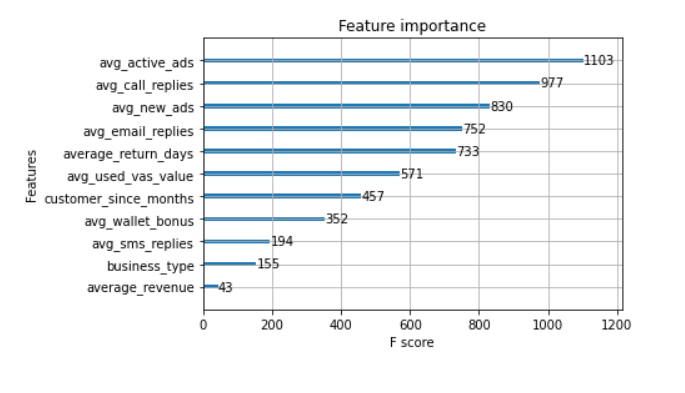 Feature importance
avg_active_ads 1103
avg_call_replies 977
avg_new_ads 830
avg_email_replies 752
average_return_days 733
avg_used_vas_value 571
customer_since_months 457
avg_wallet_bonus 352
avg_sms_replies 194
business_type 155
average_revenue 43
Features
0 200 400 600 800 1000 1200
F score